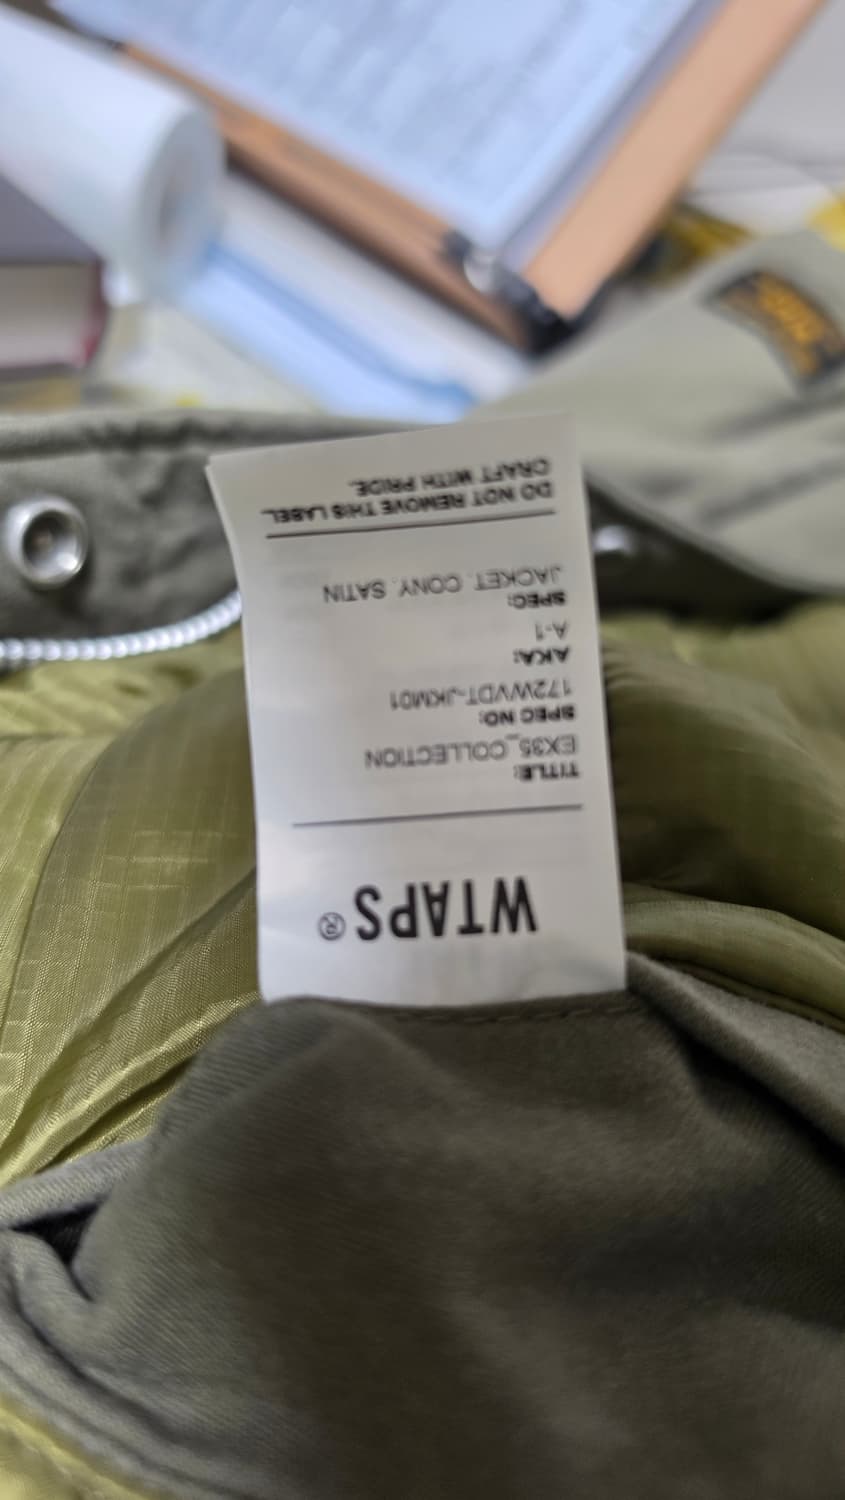 WTAPS®
TITLE:
EX35_COLLECTION
SPEC NO:
172WVDT-JKM01
AKA:
A-1
SPEC:
JACKET. CONY. SATIN
DO NOT REMOVE THIS LABEL.
CRAFT WITH PRIDE.